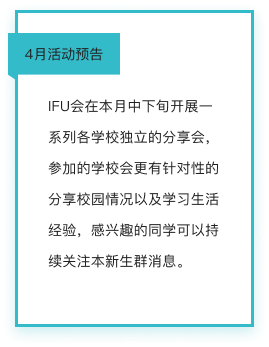 4月活动预告
IFU会在本月中下旬开展一
系列各学校独立的分享会，
参加的学校会更有针对性的
分享校园情况以及学习生活
经验，感兴趣的同学可以持
续关注本新生群消息。